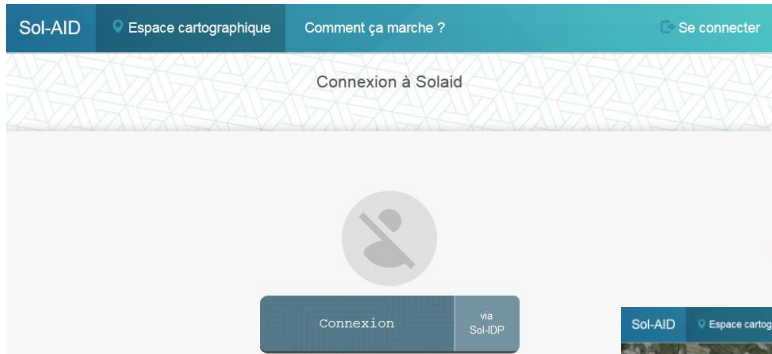 Sol-AID Espace cartographique Comment ça marche ? Se connecter
Connexion à Solaid
Connexion via
Sol-IDP
Sol-AID Espace cartog